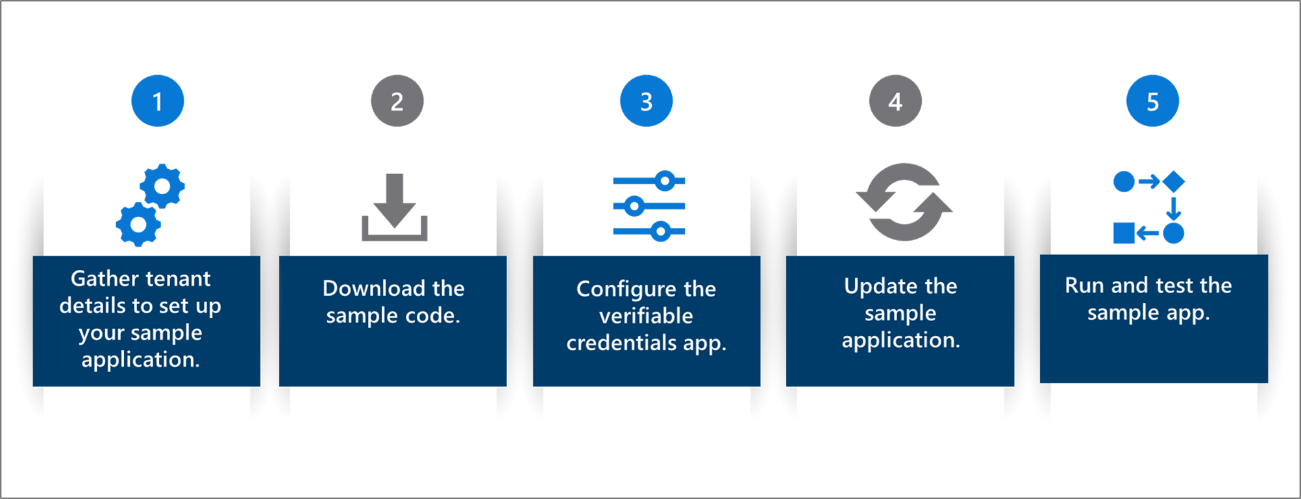 1
Gather tenant
details to set up
your sample
application.
2
Download the
sample code.
3
Configure the
verifiable
credentials app.
4
Update the
sample
application.
5
Run and test the
sample app.